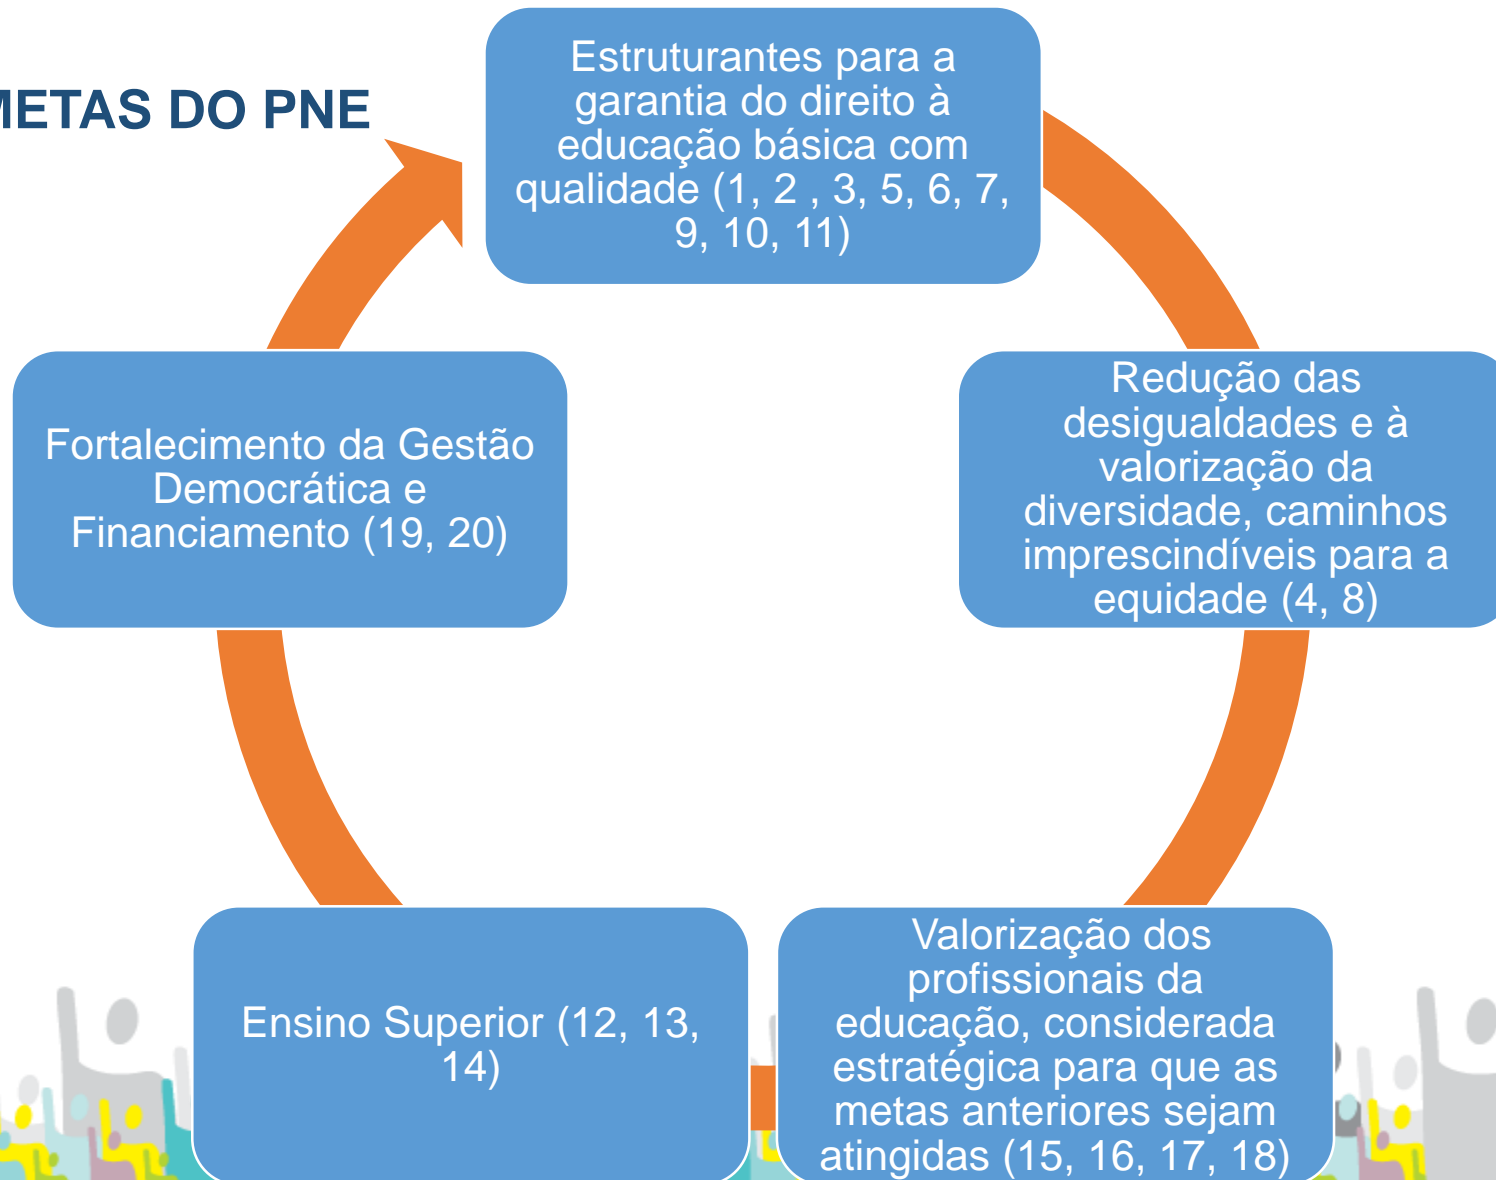 METAS DO PNE
Estruturantes para a
garantia do direito à
educação básica com
qualidade (1, 2 , 3, 5, 6, 7,
9, 10, 11)
Redução das
desigualdades e à
valorização da
diversidade, caminhos
imprescindíveis para a
equidade (4, 8)
Valorização dos
profissionais da
educação, considerada
estratégica para que as
metas anteriores sejam
atingidas (15, 16, 17, 18)
Ensino Superior (12, 13,
14)
Fortalecimento da Gestão
Democrática e
Financiamento (19, 20)